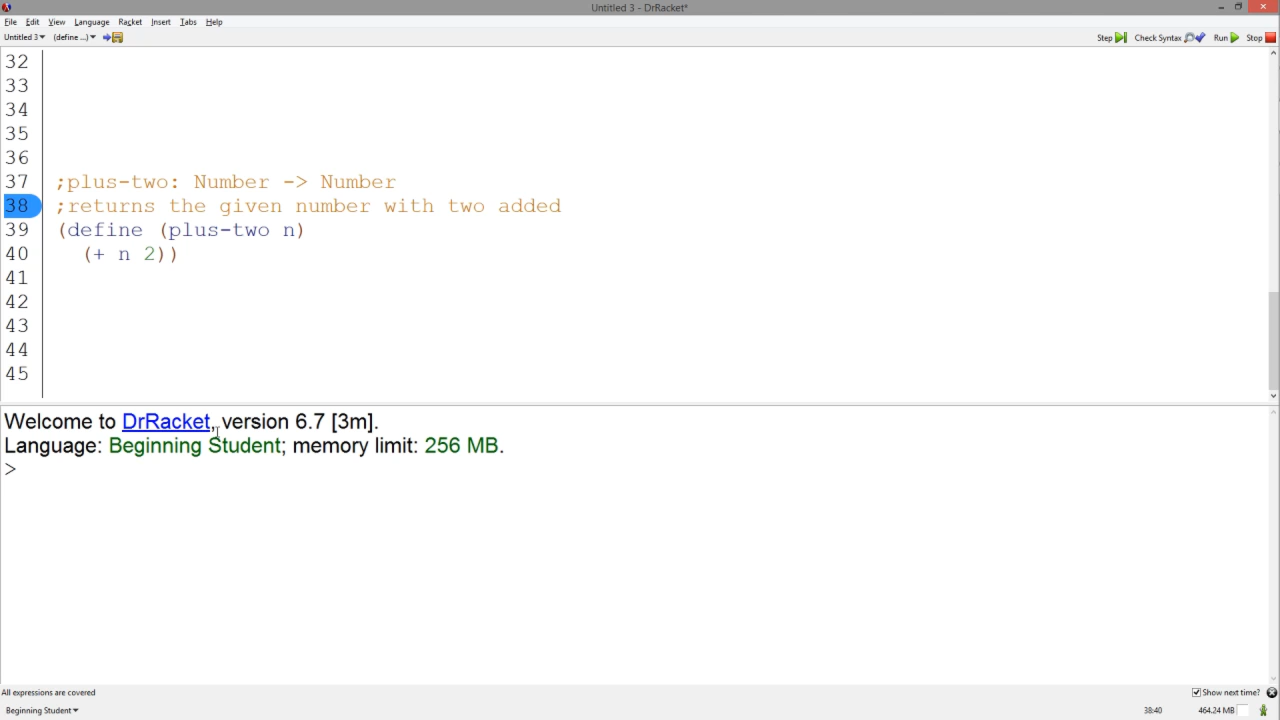 Untitled 3 - DrRacket*
File Edit View Language Racket Insert Tabs Help
Untitled 3 (define ...) Step Check Syntax Run Stop
32
33
34
35
36
37 ;plus-two: Number -> Number
38 ;returns the given number with two added
39 (define (plus-two n)
40 (+ n 2))
41
42
43
44
45
Welcome to DrRacket, version 6.7 [3m].
Language: Beginning Student; memory limit: 256 MB.
>
All expressions are covered Show next time?
Beginning Student 38:40 464.24 MB